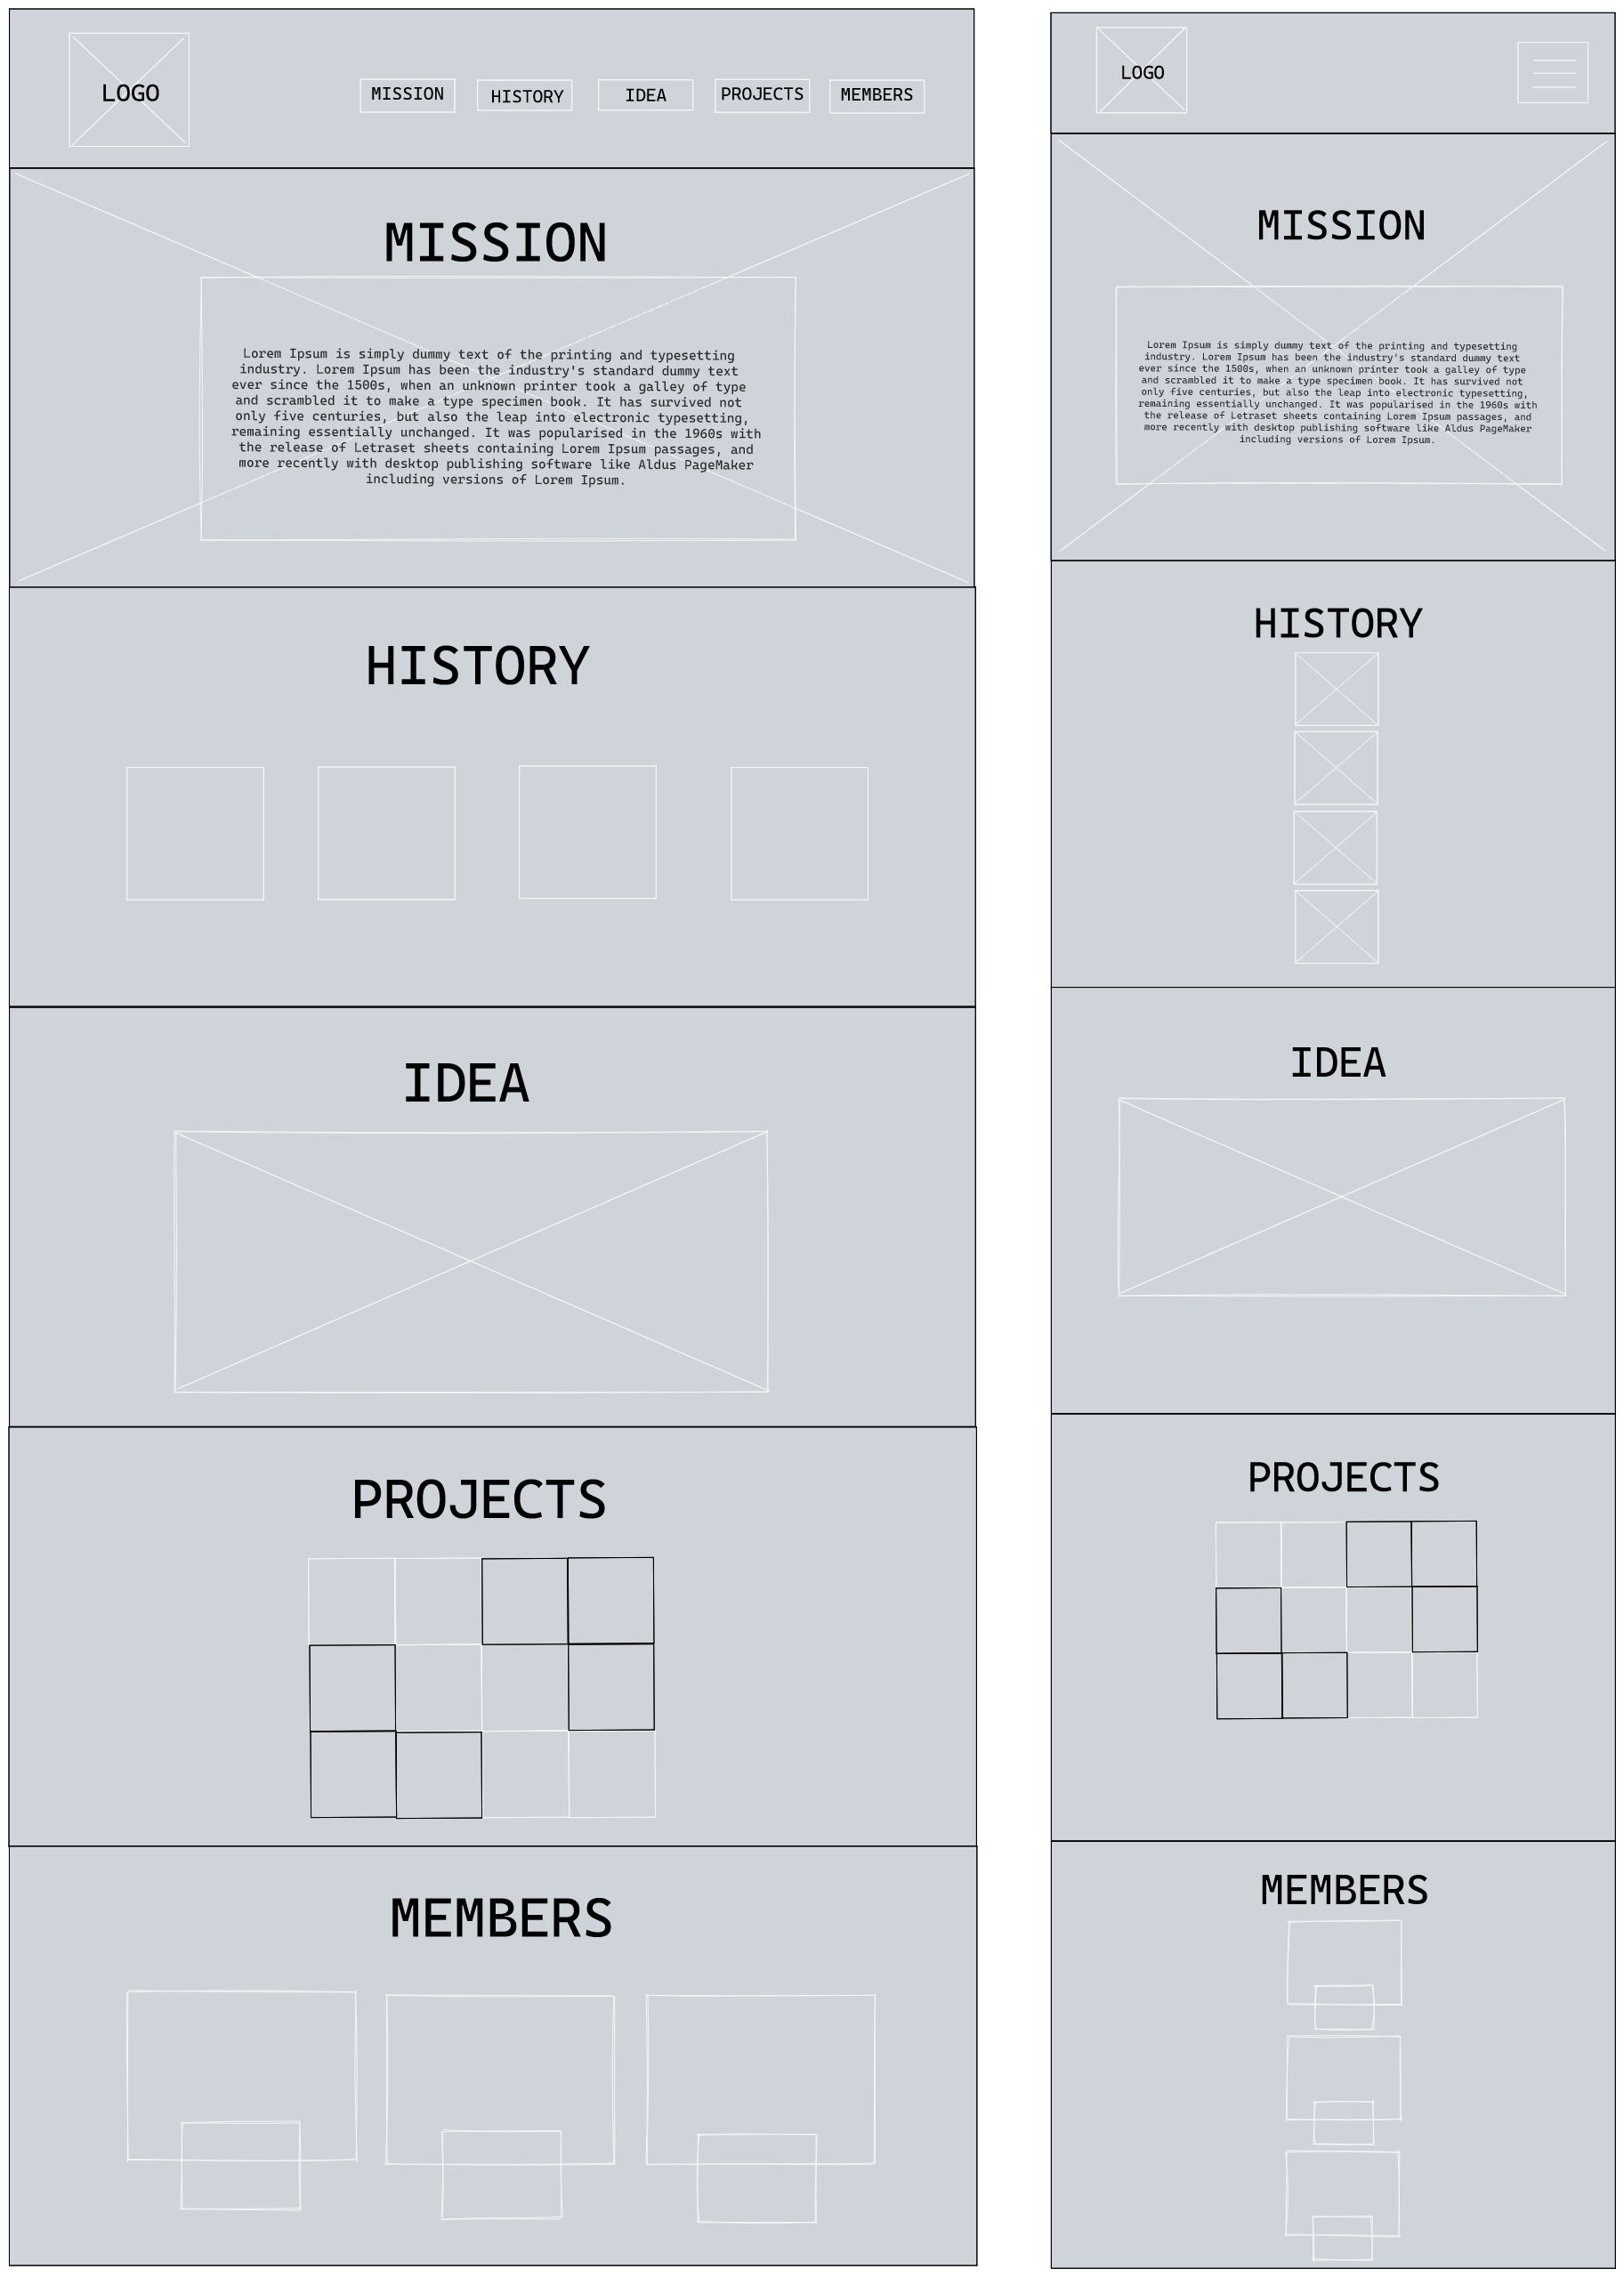 LOGO
MISSION
HISTORY
IDEA
PROJECTS
MEMBERS
MISSION
Lorem Ipsum is simply dummy text of the printing and typesetting
industry. Lorem Ipsum has been the industry's standard dummy text
ever since the 1500s, when an unknown printer took a galley of type
and scrambled it to make a type specimen book. It has survived not
only five centuries, but also the leap into electronic typesetting,
remaining essentially unchanged. It was popularised in the 1960s with
the release of Letraset sheets containing Lorem Ipsum passages, and
more recently with desktop publishing software like Aldus PageMaker
including versions of Lorem Ipsum.
HISTORY
IDEA
PROJECTS
MEMBERS
LOGO
MISSION
Lorem Ipsum is simply dummy text of the printing and typesetting
industry. Lorem Ipsum has been the industry's standard dummy text
ever since the 1500s, when an unknown printer took a galley of type
and scrambled it to make a type specimen book. It has survived not
only five centuries, but also the leap into electronic typesetting,
remaining essentially unchanged. It was popularised in the 1960s with
the release of Letraset sheets containing Lorem Ipsum passages, and
more recently with desktop publishing software like Aldus PageMaker
including versions of Lorem Ipsum.
HISTORY
IDEA
PROJECTS
MEMBERS